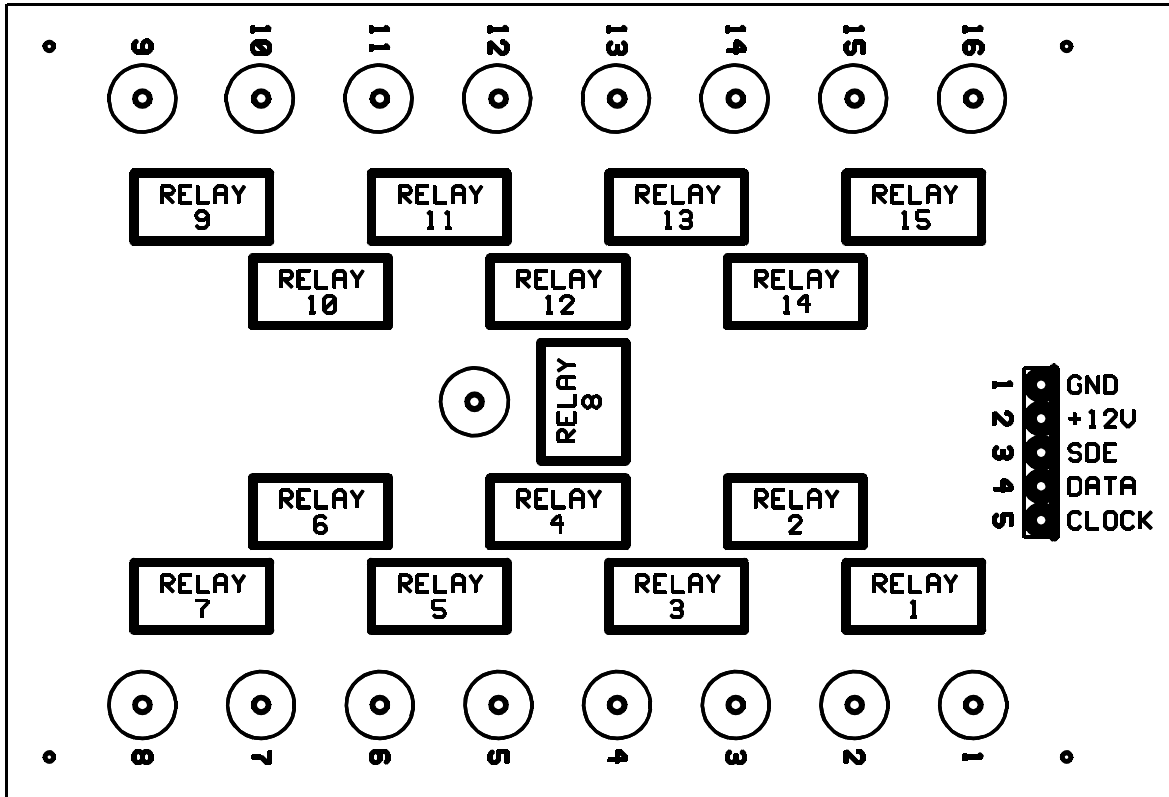 9 10 11 12 13 14 15 16
RELAY
9
RELAY
11
RELAY
13
RELAY
15
RELAY
10
RELAY
12
RELAY
14
RELAY
8
1 GND
2 +12V
3 SDE
4 DATA
5 CLOCK
RELAY
6
RELAY
4
RELAY
2
RELAY
7
RELAY
5
RELAY
3
RELAY
1
8 7 6 5 4 3 2 1